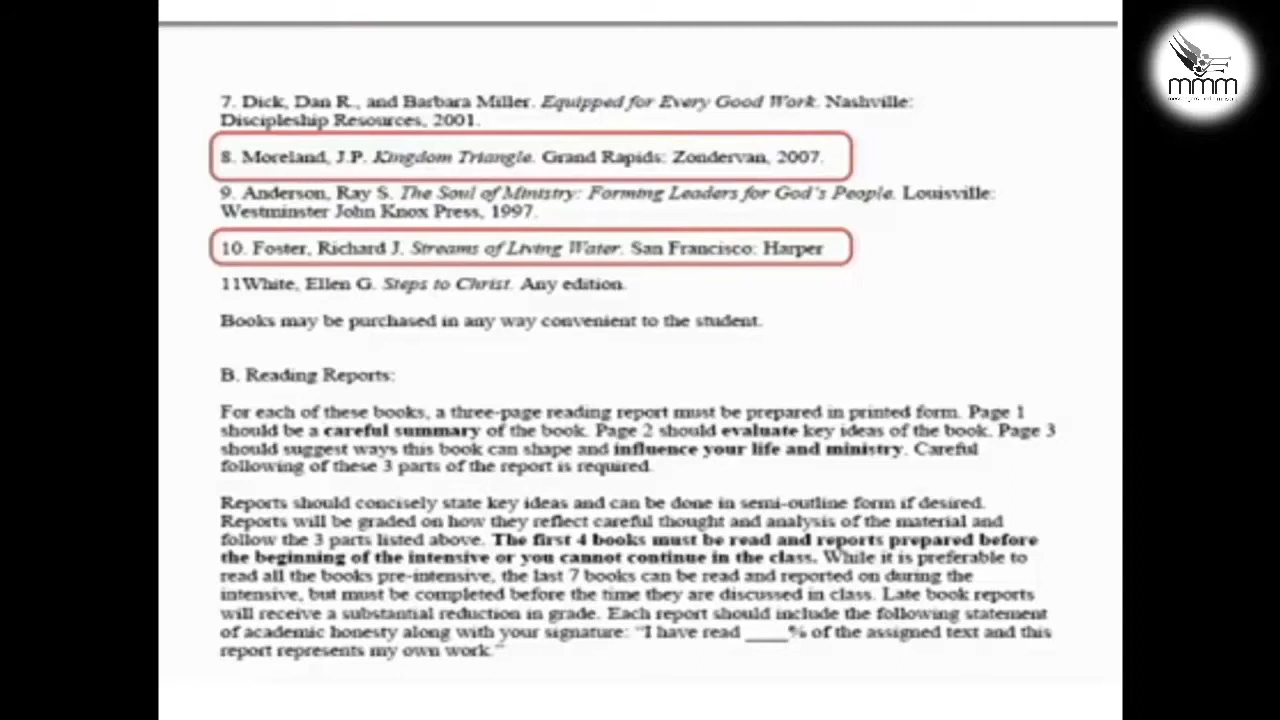 7. Dick, Dan R., and Barbara Miller. Equipped for Every Good Work. Nashville:
Discipleship Resources, 2001.
8. Moreland, J.P. Kingdom Triangle. Grand Rapids: Zondervan, 2007.
9. Anderson, Ray S. The Soul of Ministry: Forming Leaders for God's People. Louisville:
Westminster John Knox Press, 1997.
10. Foster, Richard J. Streams of Living Water. San Francisco: Harper
11White, Ellen G. Steps to Christ. Any edition.
Books may be purchased in any way convenient to the student.
B. Reading Reports:
For each of these books, a three-page reading report must be prepared in printed form. Page 1
should be a careful summary of the book. Page 2 should evaluate key ideas of the book. Page 3
should suggest ways this book can shape and influence your life and ministry. Careful
following of these 3 parts of the report is required.
Reports should concisely state key ideas and can be done in semi-outline form if desired.
Reports will be graded on how they reflect careful thought and analysis of the material and
follow the 3 parts listed above. The first 4 books must be read and reports prepared before
the beginning of the intensive or you cannot continue in the class. While it is preferable to
read all the books pre-intensive, the last 7 books can be read and reported on during the
intensive, but must be completed before the time they are discussed in class. Late book reports
will receive a substantial reduction in grade. Each report should include the following statement
of academic honesty along with your signature: "I have read ____% of the assigned text and this
report represents my own work."
mmm